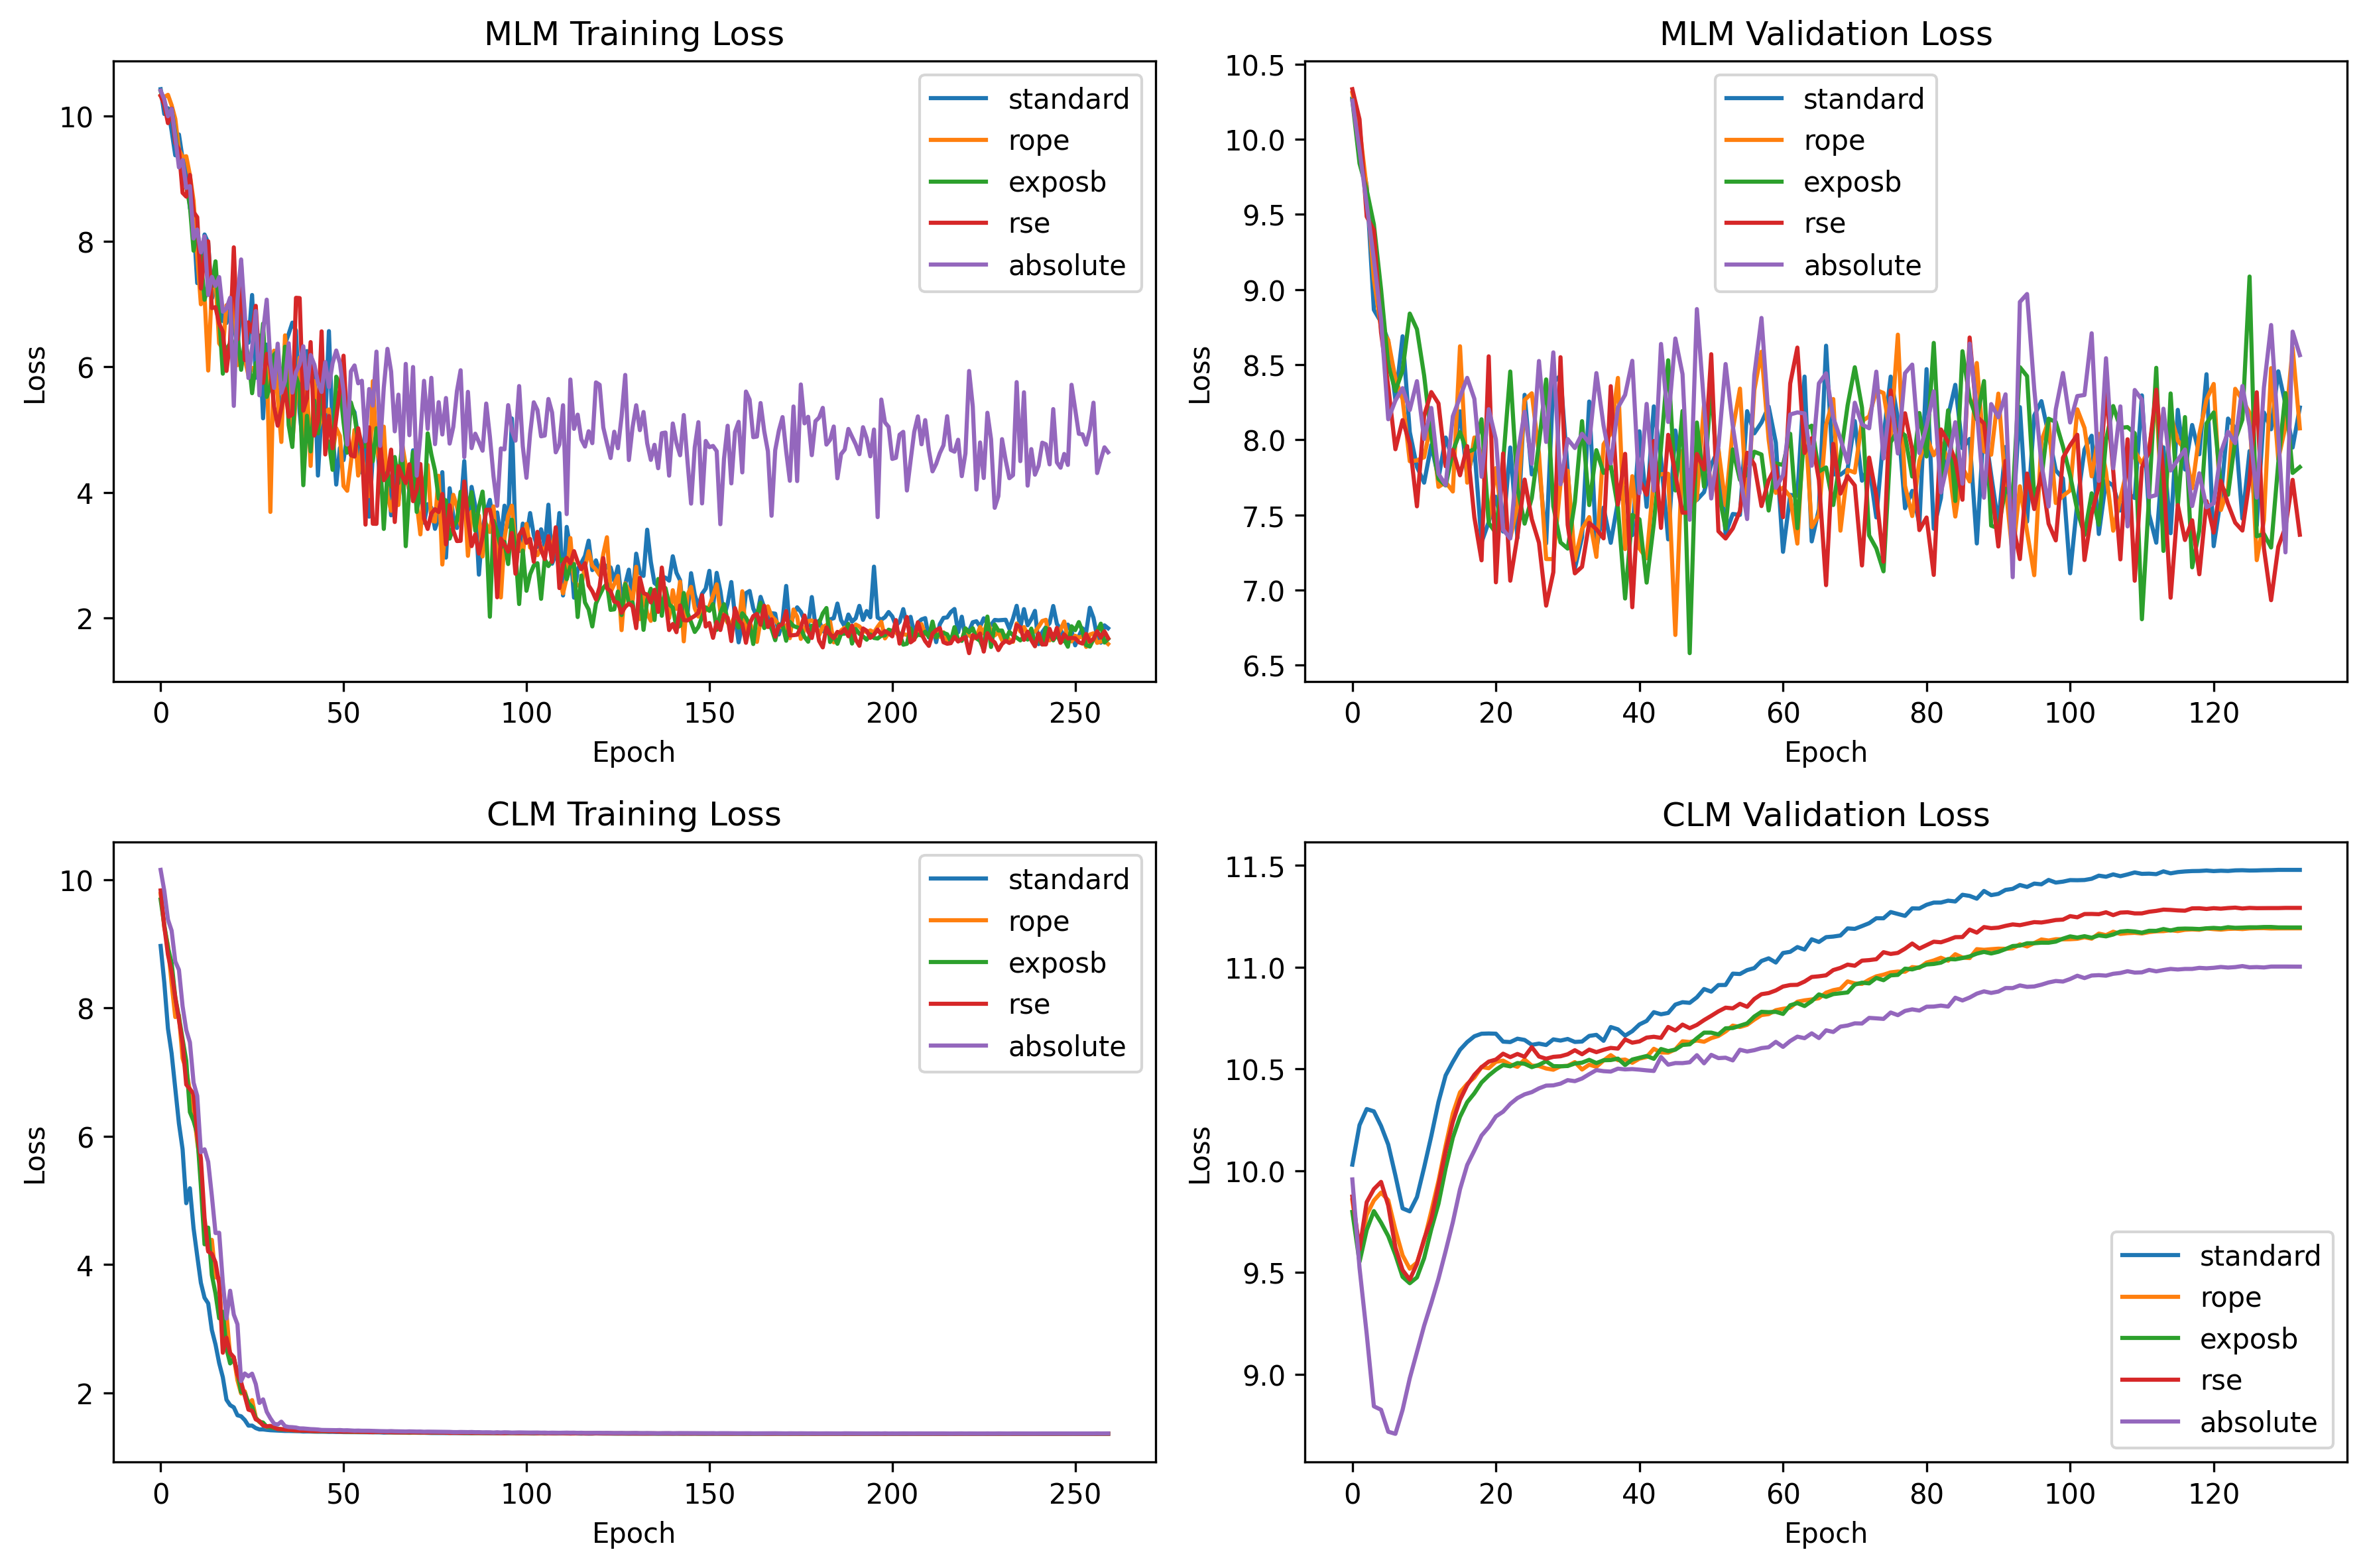 MLM Training Loss
Loss
10
8
6
4
2
0
50
100
150
200
250
Epoch
standard
rope
exposb
rse
absolute
MLM Validation Loss
Loss
10.5
10.0
9.5
9.0
8.5
8.0
7.5
7.0
6.5
0
20
40
60
80
100
120
Epoch
standard
rope
exposb
rse
absolute
CLM Training Loss
Loss
10
8
6
4
2
0
50
100
150
200
250
Epoch
standard
rope
exposb
rse
absolute
CLM Validation Loss
Loss
11.5
11.0
10.5
10.0
9.5
9.0
0
20
40
60
80
100
120
Epoch
standard
rope
exposb
rse
absolute